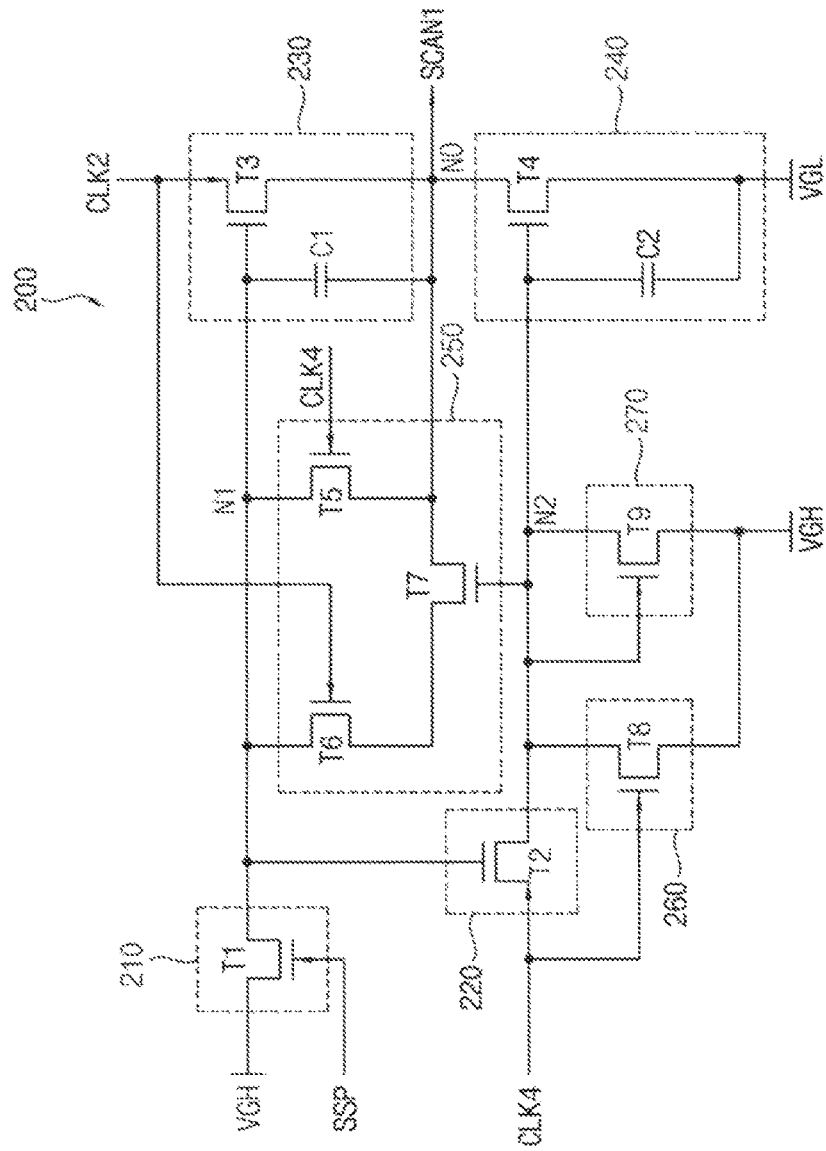 200
CLK2
230
T3
C1
N1
CLK4
T5
T6
T7
250
N0
SCAN1
210
T1
VGH
SSP
220
T2
CLK4
N2
T4
C2
240
VGL
270
T9
T8
260
VGH